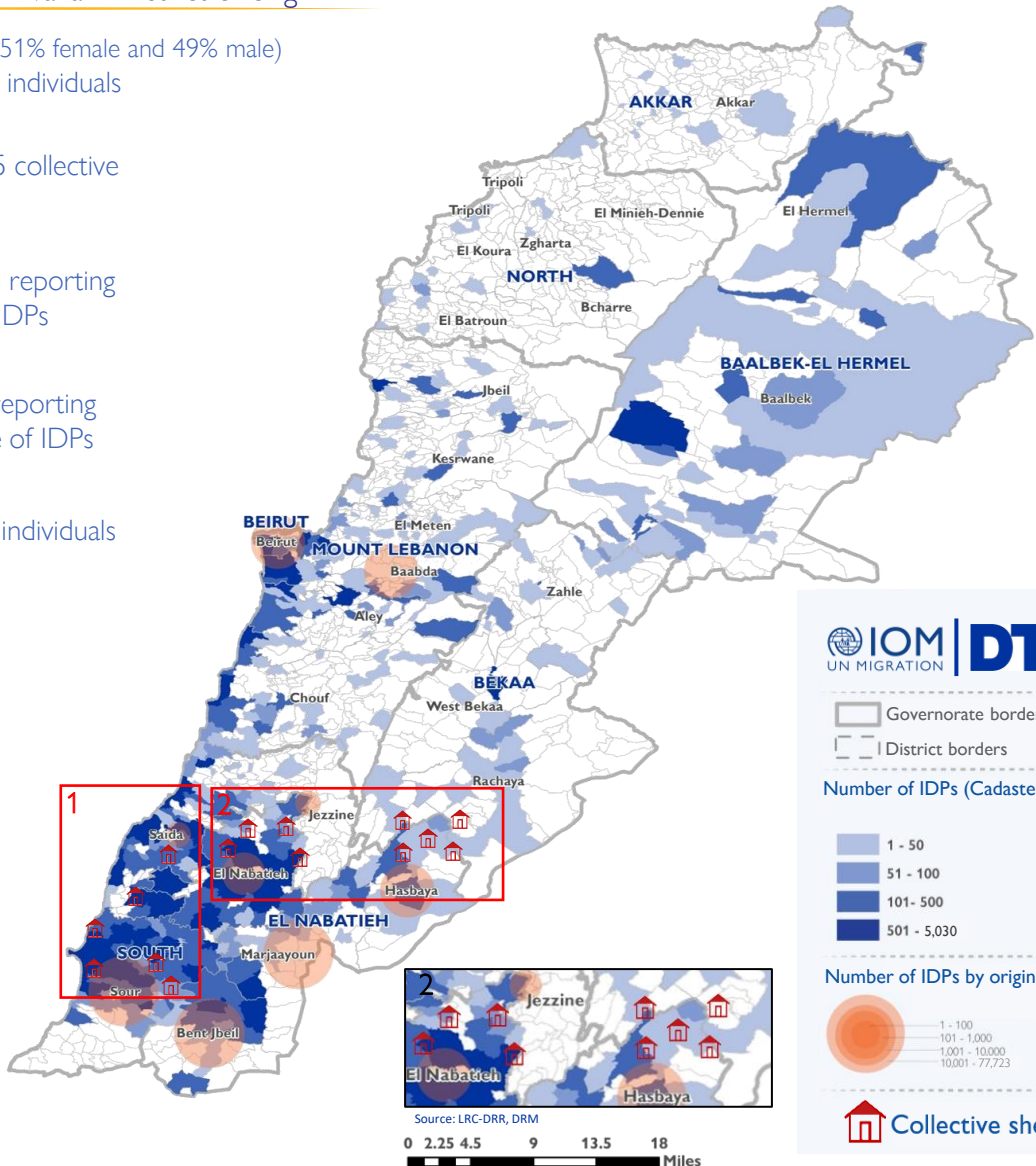 51% female and 49% male)
individuals
collective
reporting
IDPs
reporting
of IDPs
individuals
AKKAR
Akkar
Tripoli
Tripoli
El Minieh-Dennie
El Hermel
El Koura
Zgharta
NORTH
Bcharre
El Batroun
BAALBEK-EL HERMEL
Baalbek
Jbeil
Kesrwane
El Meten
BEIRUT
Beirut
MOUNT LEBANON
Baabda
Zahle
Aley
BEKAA
West Bekaa
Chouf
Rachaya
1
2
Jezzine
Saida
El Nabatieh
Hasbaya
EL NABATIEH
SOUTH
Marjaayoun
Sour
Bent Jbeil
2
Jezzine
El Nabatieh
Hasbaya
Source: LRC-DRR, DRM
0 2.25 4.5 9 13.5 18
Miles
IOM
UN MIGRATION
DT
Governorate borde
District borders
Number of IDPs (Cadaste
1 - 50
51 - 100
101- 500
501 - 5,030
Number of IDPs by origin
1 - 100
101 - 1,000
1,001 - 10,000
10,001 - 77,723
Collective she